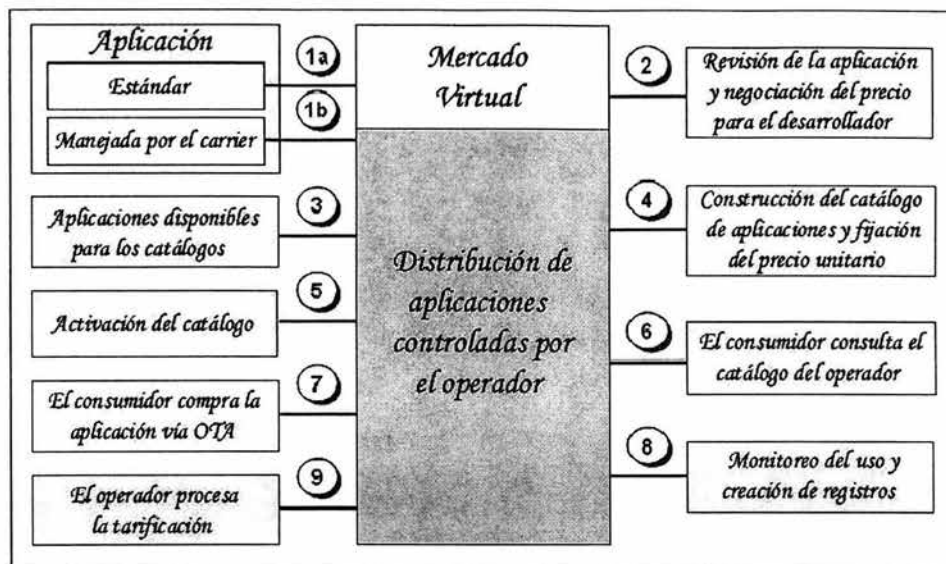 Aplicación
Estándar
Manejada por el carrier
1a
1b
Mercado
Virtual
2
Revisión de la aplicación
y negociación del precio
para el desarrollador
3
Aplicaciones disponibles
para los catálogos
4
Construcción del catálogo
de aplicaciones y fijación
del precio unitario
Distribución de
aplicaciones
controladas por
el operador
5
Activación del catálogo
6
El consumidor consulta el
catálogo del operador
7
El consumidor compra la
aplicación vía OTA
8
Monitoreo del uso y
creación de registros
9
El operador procesa
la tarificación